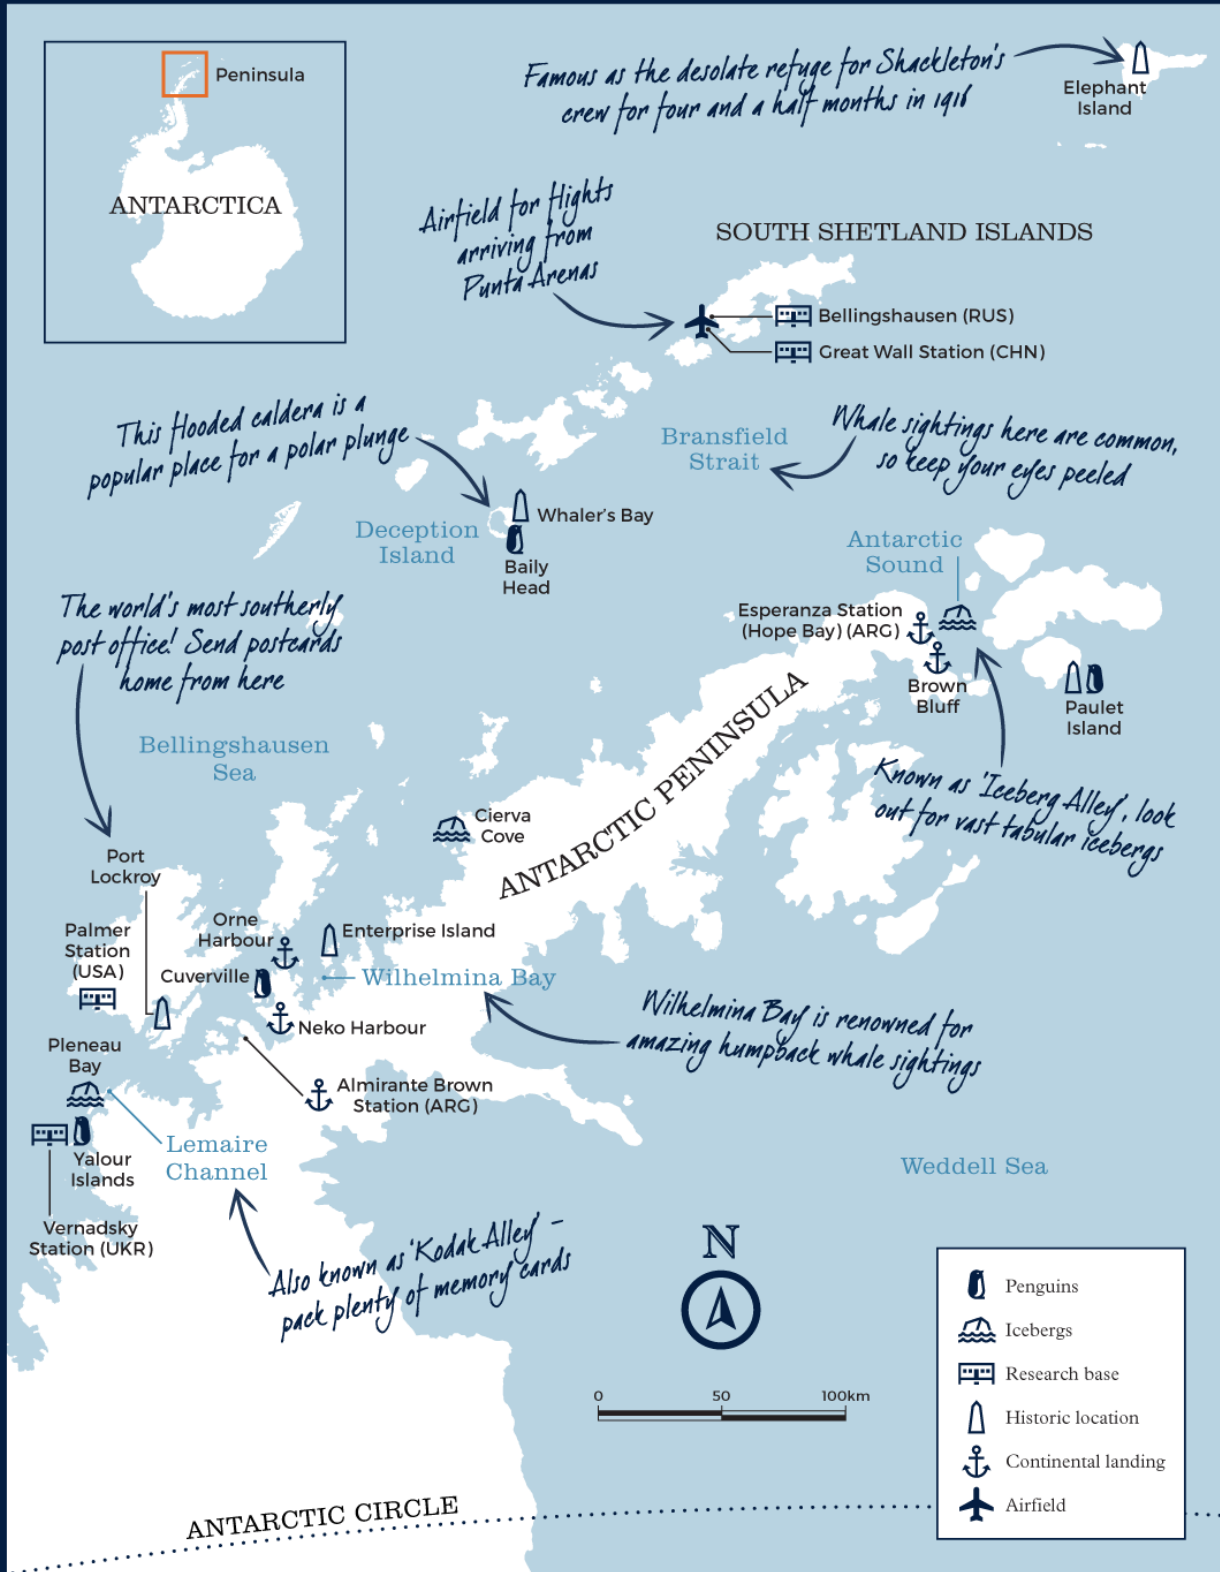 Peninsula
ANTARCTICA
Famous as the desolate refuge for Shackleton's
crew for four and a half months in 1916
Elephant
Island
Airfield for flights
arriving from
Punta Arenas
SOUTH SHETLAND ISLANDS
Bellingshausen (RUS)
Great Wall Station (CHN)
This flooded caldera is a
popular place for a polar plunge
Bransfield
Strait
Whale sightings here are common,
so keep your eyes peeled
Deception
Island
Whaler's Bay
Baily
Head
Antarctic
Sound
Esperanza Station
(Hope Bay) (ARG)
Brown
Bluff
Paulet
Island
The world's most southerly
post office! Send postcards
home from here
Bellingshausen
Sea
Known as 'Iceberg Alley', look
out for vast tabular icebergs
ANTARCTIC PENINSULA
Cierva
Cove
Port
Lockroy
Palmer
Station
(USA)
Orne
Harbour
Enterprise Island
Cuverville
Wilhelmina Bay
Neko Harbour
Wilhelmina Bay is renowned for
amazing humpback whale sightings
Pleneau
Bay
Almirante Brown
Station (ARG)
Lemaire
Channel
Yalour
Islands
Vernadsky
Station (UKR)
Weddell Sea
Also known as 'Kodak Alley' –
pack plenty of memory cards
N
0 50 100km
Penguins
Icebergs
Research base
Historic location
Continental landing
Airfield
ANTARCTIC CIRCLE